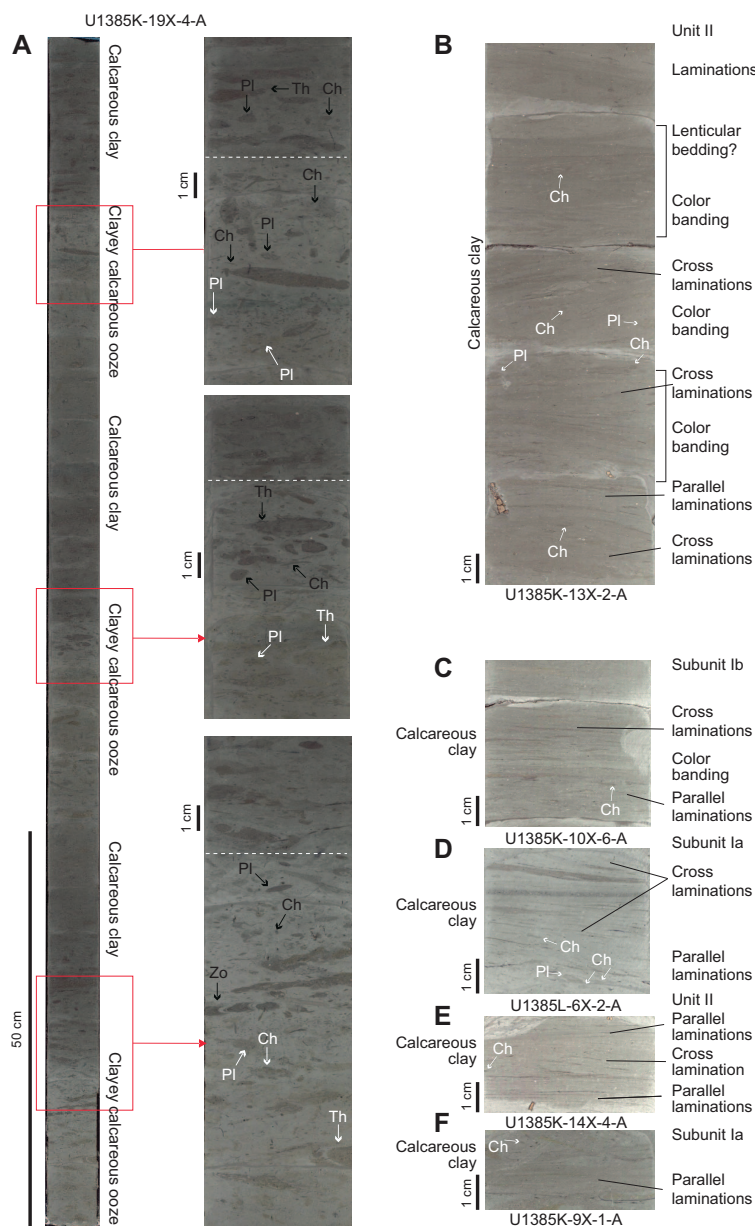 U1385K-19X-4-A
A
Calcareous clay
Clayey calcareous ooze
Calcareous clay
Clayey calcareous ooze
Calcareous clay
Clayey calcareous ooze
50 cm
Pl
Th
Ch
1 cm
Ch
Ch
Pl
Pl
Pl
Th
1 cm
Pl
Ch
Th
Pl
1 cm
Pl
Ch
Zo
Pl
Ch
Th
B
Unit II
Calcareous clay
Laminations
Lenticular
bedding?
Ch
Color
banding
Cross
laminations
Ch
Pl
Color
banding
Pl
Ch
Cross
laminations
Color
banding
Parallel
laminations
Ch
Cross
laminations
1 cm
U1385K-13X-2-A
C
Subunit Ib
Calcareous
clay
Cross
laminations
Color
banding
Ch
Parallel
laminations
1 cm
U1385K-10X-6-A
D
Subunit Ia
Calcareous
clay
Cross
laminations
Ch
Ch
Pl
Parallel
laminations
1 cm
U1385L-6X-2-A
E
Unit II
Calcareous
clay
Ch
Parallel
laminations
Cross
lamination
Parallel
laminations
1 cm
U1385K-14X-4-A
F
Subunit Ia
Calcareous
clay
Ch
Parallel
laminations
1 cm
U1385K-9X-1-A